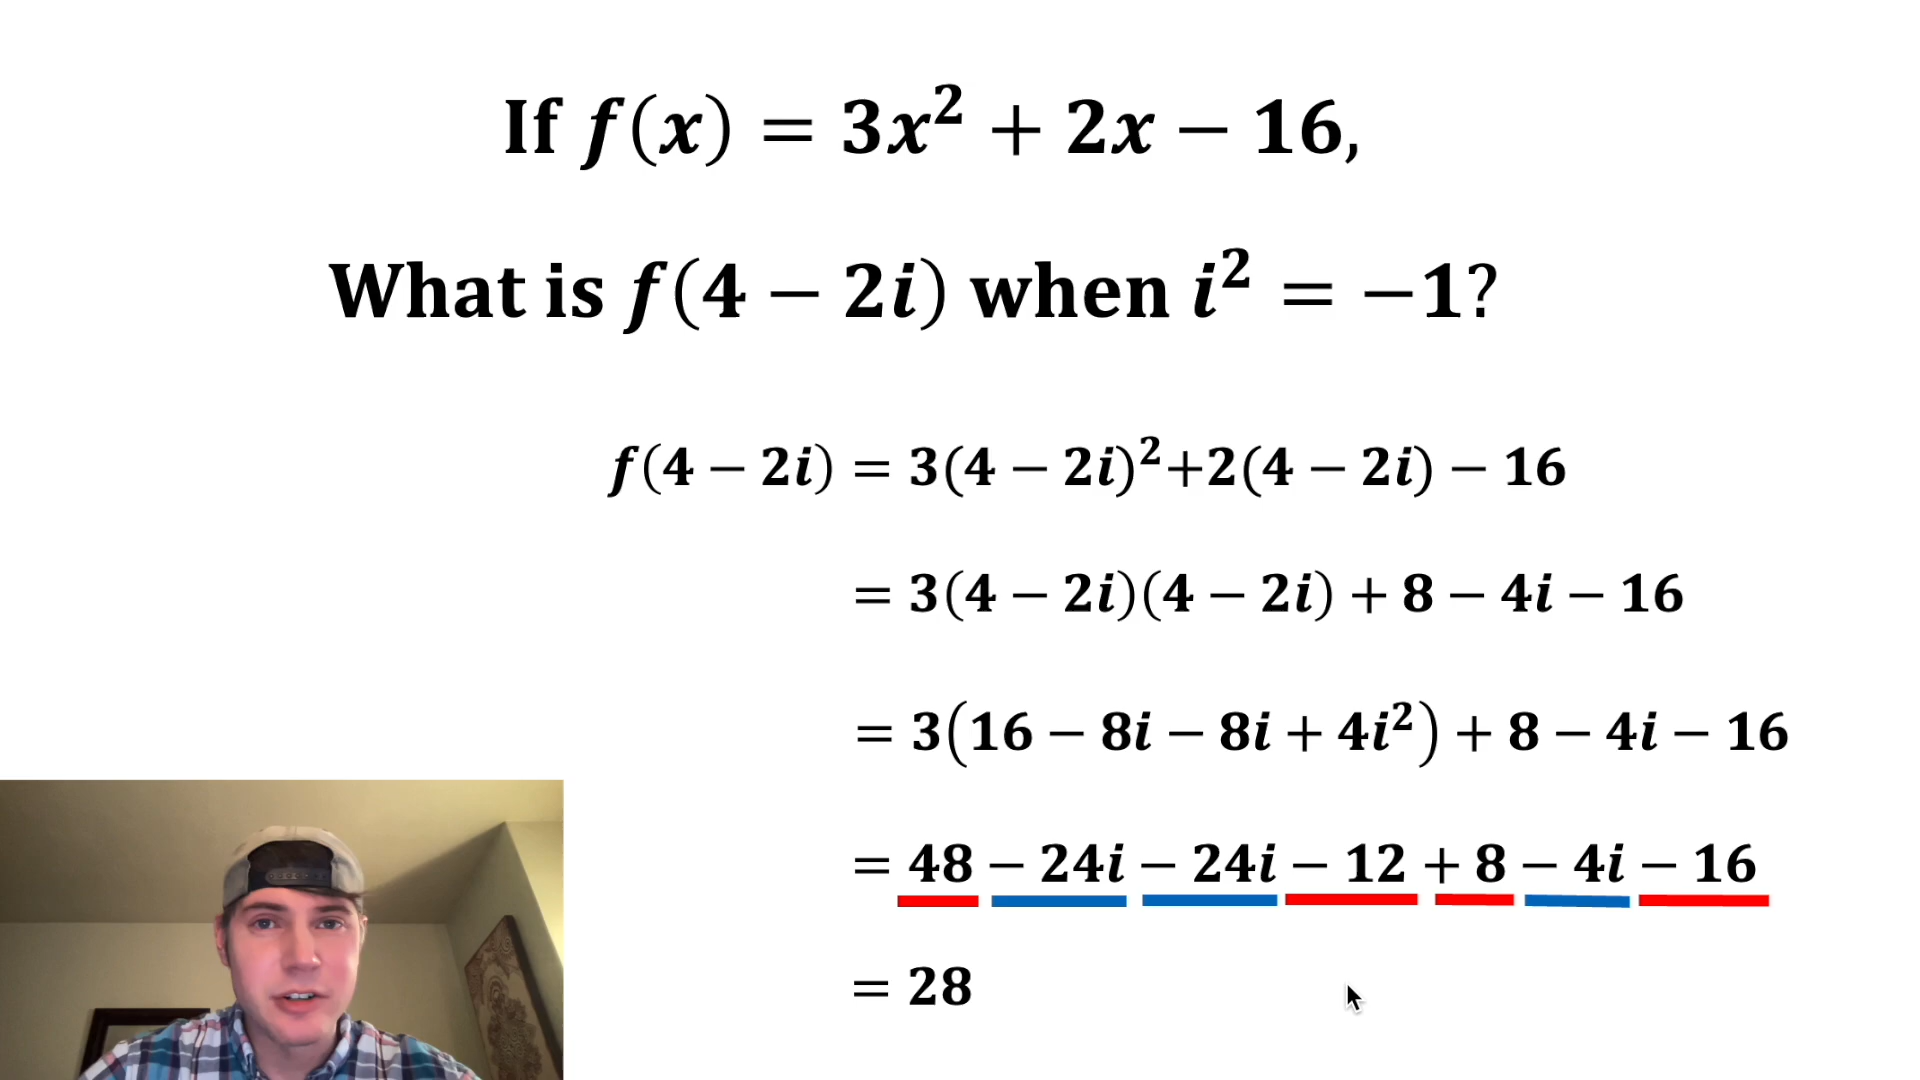 If f(x) = 3x² + 2x − 16,
What is f(4 − 2i) when i² = −1?
f(4 − 2i) = 3(4 − 2i)²+2(4 − 2i) − 16
= 3(4 − 2i)(4 − 2i) + 8 − 4i − 16
= 3(16 − 8i − 8i + 4i²) + 8 − 4i − 16
= 48 − 24i − 24i − 12 + 8 − 4i − 16
= 28